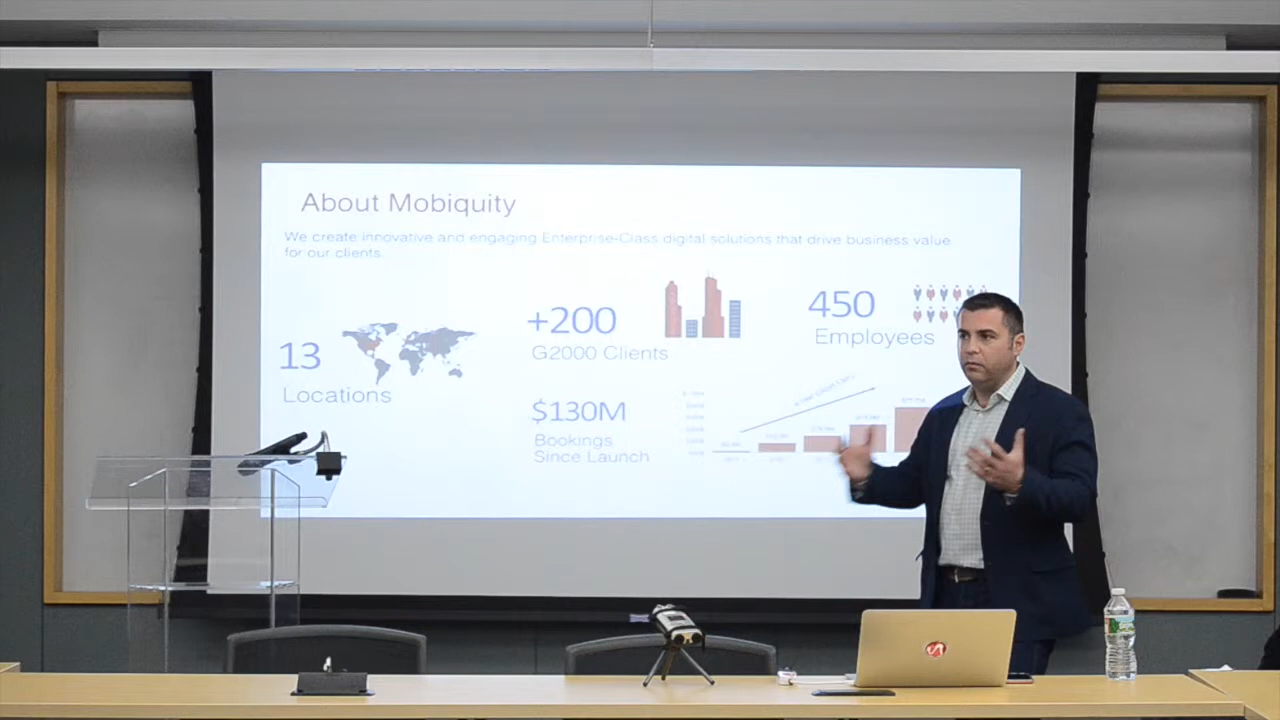 About Mobiquity
We create innovative and engaging Enterprise-Class digital solutions that drive business value
for our clients.
13
Locations
+200
G2000 Clients
450
Employees
$130M
Bookings
Since Launch